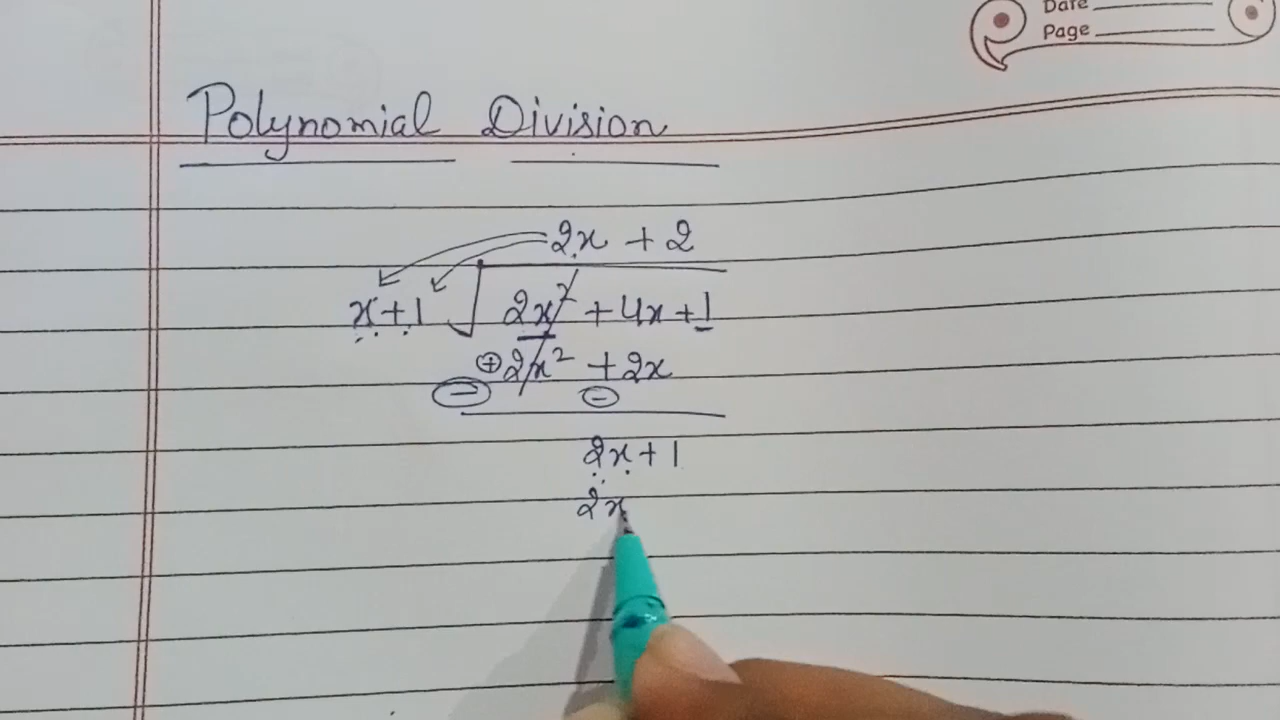 Date
Page
Polynomial Division
2x + 2
x+1 √ 2x² + 4x + 1
⊕ 2x² + 2x
⊖ ⊖
2x + 1
2x